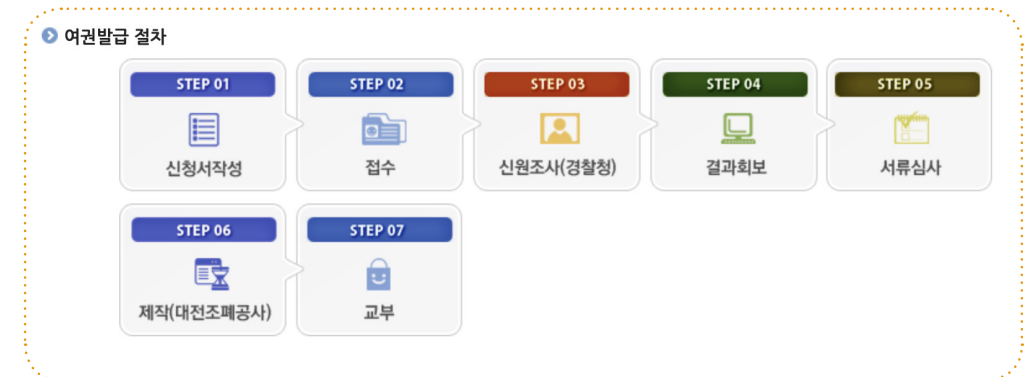 여권발급 절차
STEP 01
신청서작성
STEP 02
접수
STEP 03
신원조사(경찰청)
STEP 04
결과회보
STEP 05
서류심사
STEP 06
제작(대전조폐공사)
STEP 07
교부